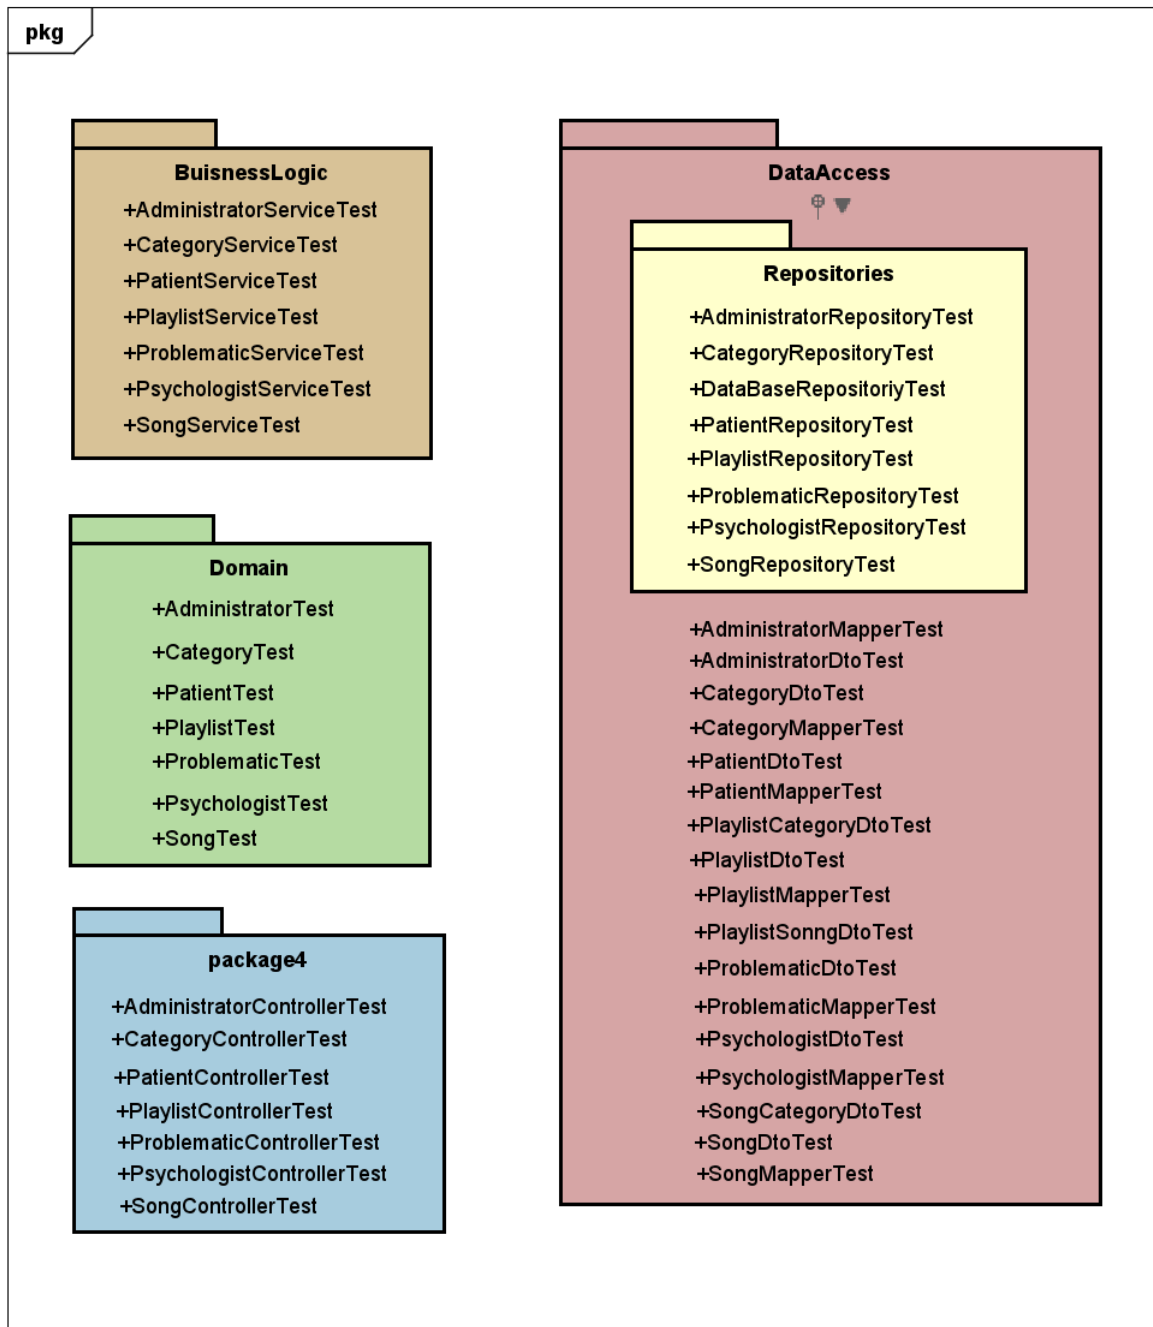 pkg
BuisnessLogic
+AdministratorServiceTest
+CategoryServiceTest
+PatientServiceTest
+PlaylistServiceTest
+ProblematicServiceTest
+PsychologistServiceTest
+SongServiceTest
Domain
+AdministratorTest
+CategoryTest
+PatientTest
+PlaylistTest
+ProblematicTest
+PsychologistTest
+SongTest
package4
+AdministratorControllerTest
+CategoryControllerTest
+PatientControllerTest
+PlaylistControllerTest
+ProblematicControllerTest
+PsychologistControllerTest
+SongControllerTest
DataAccess
Repositories
+AdministratorRepositoryTest
+CategoryRepositoryTest
+DataBaseRepositoriyTest
+PatientRepositoryTest
+PlaylistRepositoryTest
+ProblematicRepositoryTest
+PsychologistRepositoryTest
+SongRepositoryTest
+AdministratorMapperTest
+AdministratorDtoTest
+CategoryDtoTest
+CategoryMapperTest
+PatientDtoTest
+PatientMapperTest
+PlaylistCategoryDtoTest
+PlaylistDtoTest
+PlaylistMapperTest
+PlaylistSonngDtoTest
+ProblematicDtoTest
+ProblematicMapperTest
+PsychologistDtoTest
+PsychologistMapperTest
+SongCategoryDtoTest
+SongDtoTest
+SongMapperTest